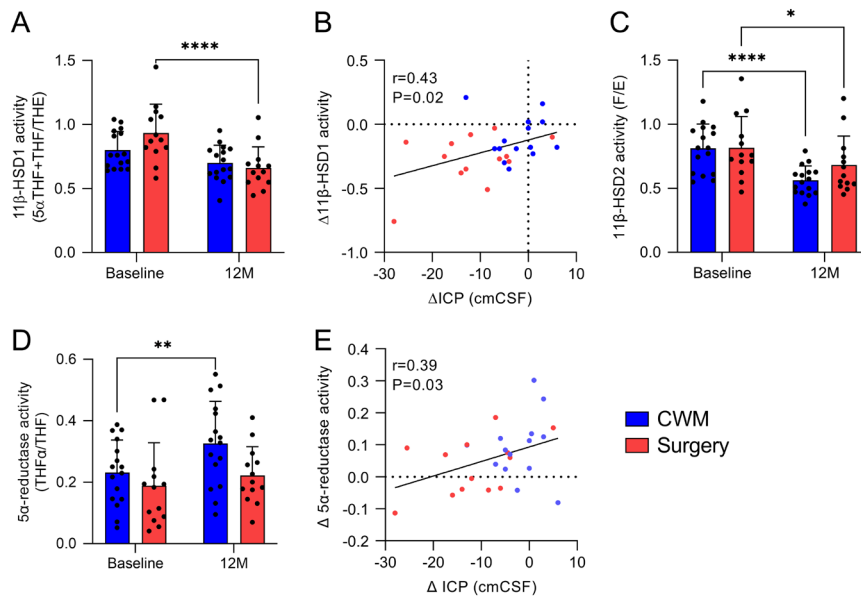 A
11β-HSD1 activity
(5αTHF+THF/THE)
1.5
1.0
0.5
0.0
****
Baseline
12M
B
Δ11β-HSD1 activity
0.5
0.0
-0.5
-1.0
r=0.43
P=0.02
-30
-20
-10
0
10
ΔICP (cmCSF)
C
11β-HSD2 activity (F/E)
1.5
1.0
0.5
0.0
*
****
Baseline
12M
D
5α-reductase activity
(THFα/THF)
0.6
0.4
0.2
0.0
**
Baseline
12M
E
Δ 5α-reductase activity
0.4
0.3
0.2
0.1
0.0
-0.1
-0.2
r=0.39
P=0.03
-30
-20
-10
0
10
Δ ICP (cmCSF)
CWM
Surgery